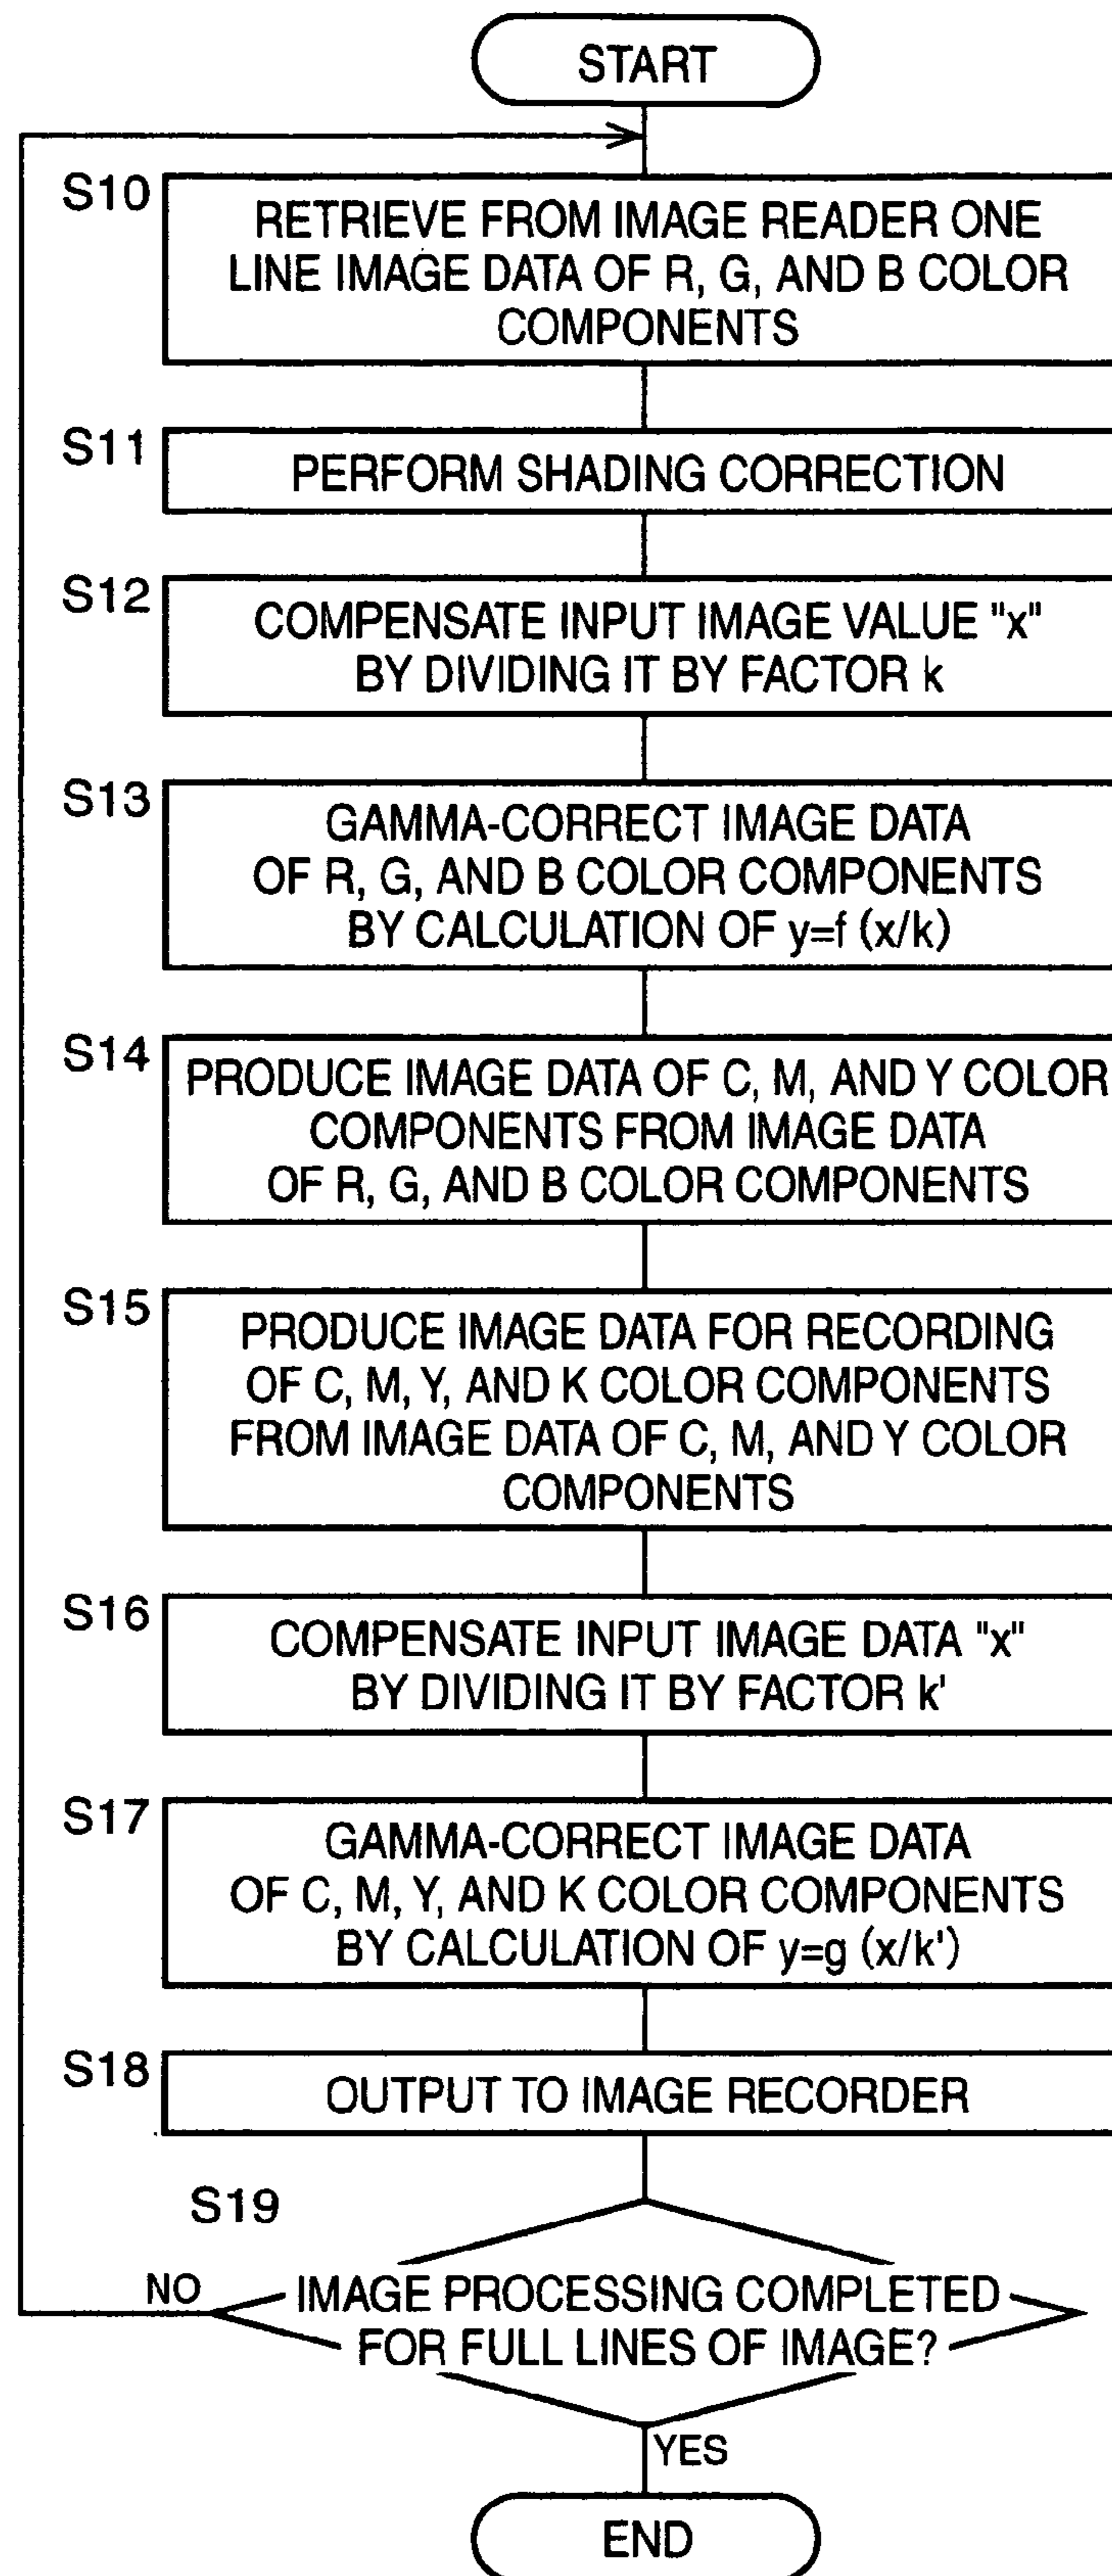 START
S10
RETRIEVE FROM IMAGE READER ONE
LINE IMAGE DATA OF R, G, AND B COLOR
COMPONENTS
S11
PERFORM SHADING CORRECTION
S12
COMPENSATE INPUT IMAGE VALUE "x"
BY DIVIDING IT BY FACTOR k
S13
GAMMA-CORRECT IMAGE DATA
OF R, G, AND B COLOR COMPONENTS
BY CALCULATION OF y=f (x/k)
S14
PRODUCE IMAGE DATA OF C, M, AND Y COLOR
COMPONENTS FROM IMAGE DATA
OF R, G, AND B COLOR COMPONENTS
S15
PRODUCE IMAGE DATA FOR RECORDING
OF C, M, Y, AND K COLOR COMPONENTS
FROM IMAGE DATA OF C, M, AND Y COLOR
COMPONENTS
S16
COMPENSATE INPUT IMAGE DATA "x"
BY DIVIDING IT BY FACTOR k'
S17
GAMMA-CORRECT IMAGE DATA
OF C, M, Y, AND K COLOR COMPONENTS
BY CALCULATION OF y=g (x/k')
S18
OUTPUT TO IMAGE RECORDER
S19
NO
IMAGE PROCESSING COMPLETED
FOR FULL LINES OF IMAGE?
YES
END